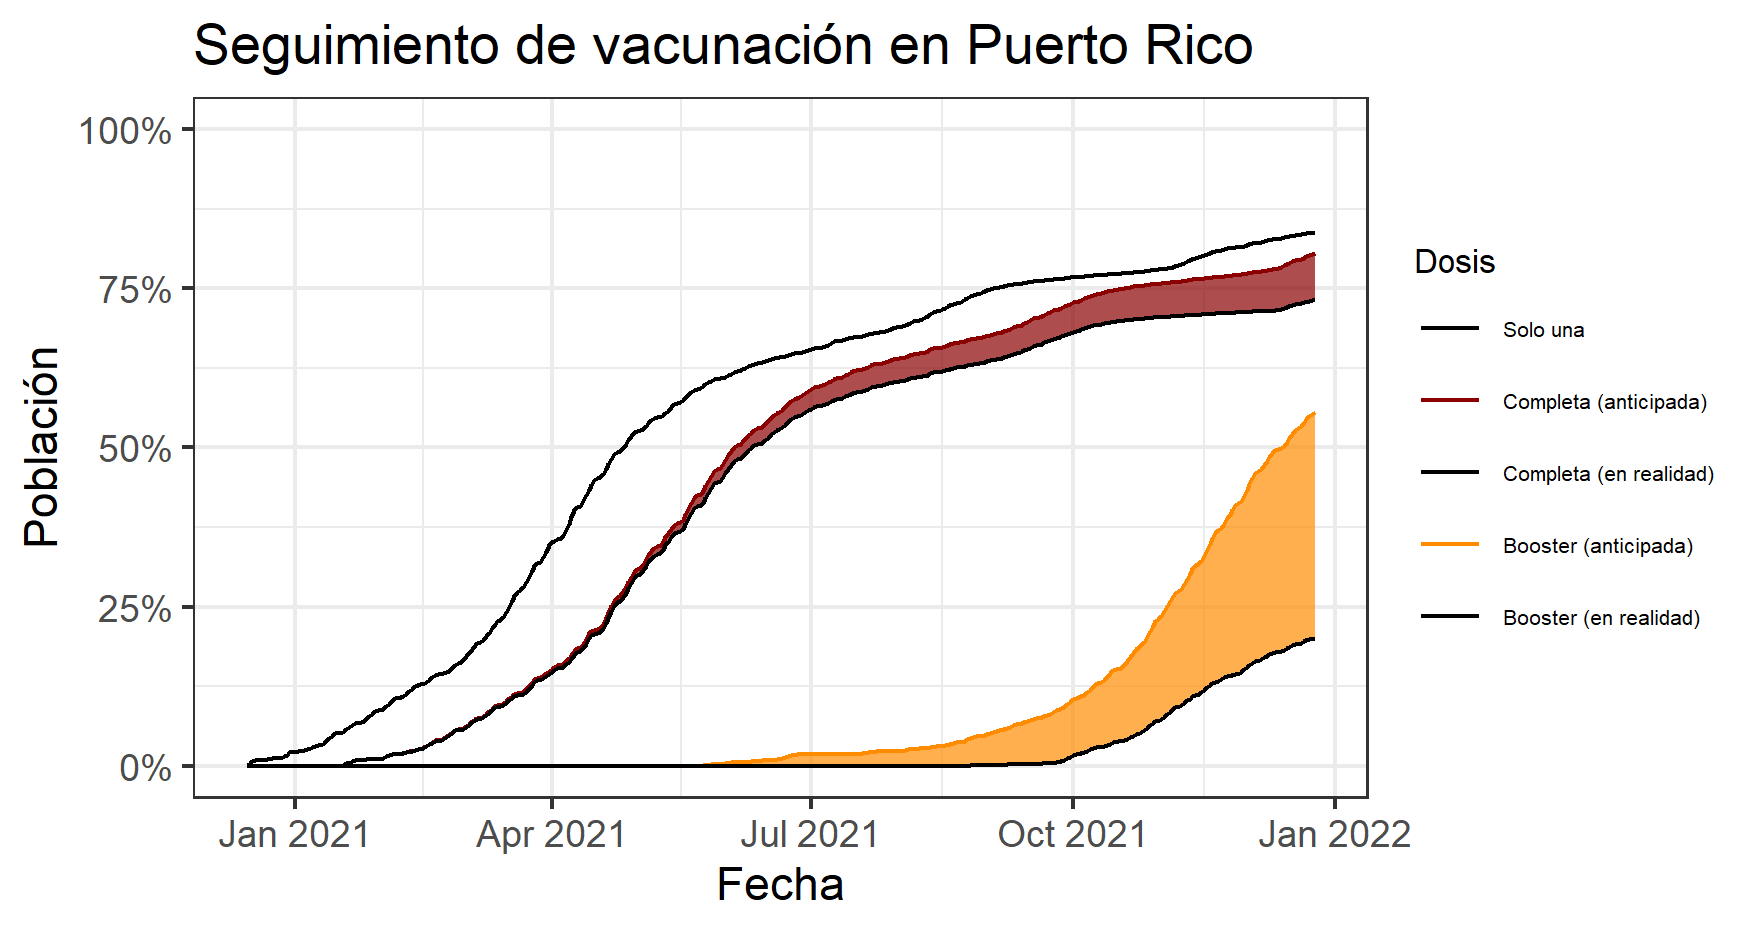 Seguimiento de vacunación en Puerto Rico
100%
75%
50%
25%
0%
Población
Jan 2021
Apr 2021
Jul 2021
Oct 2021
Jan 2022
Fecha
Dosis
Solo una
Completa (anticipada)
Completa (en realidad)
Booster (anticipada)
Booster (en realidad)